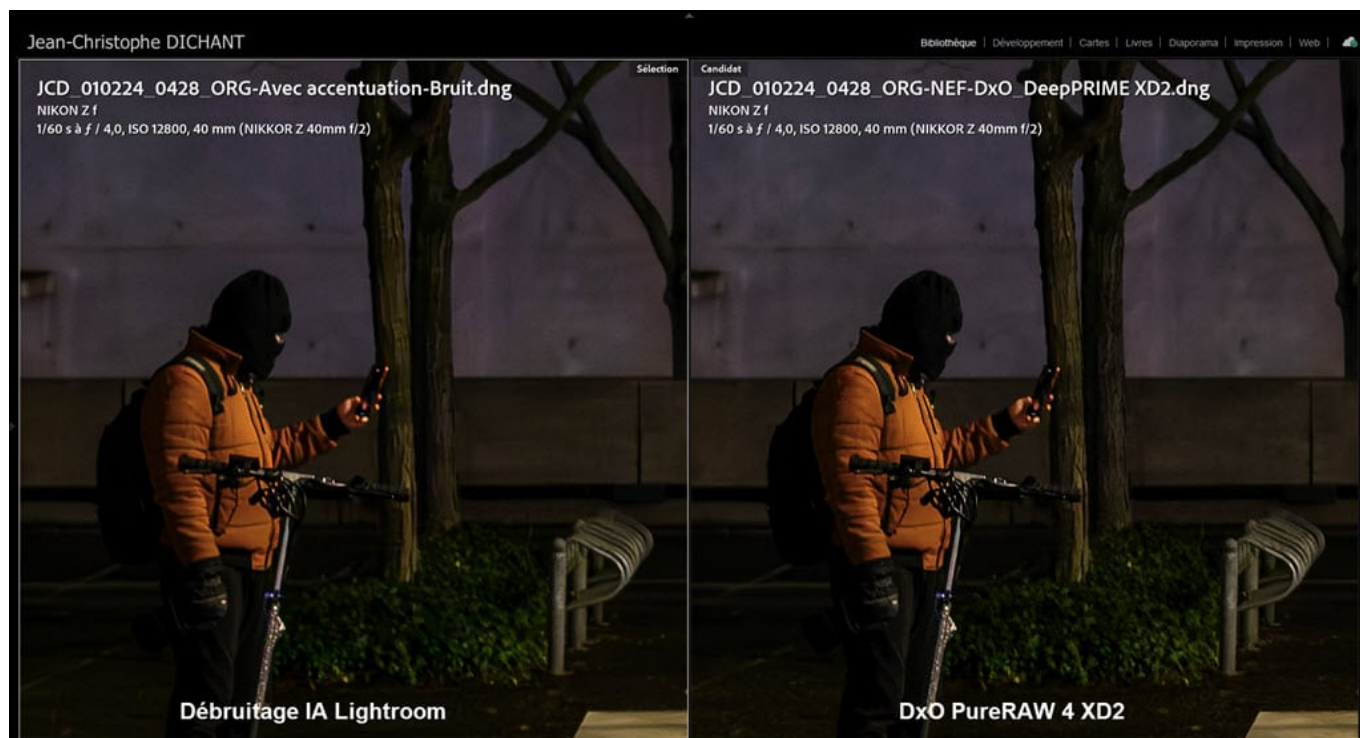 Jean-Christophe DICHANT
Bibliothèque | Développement | Cartes | Livres | Diaporama | Impression | Web |
Sélection
JCD_010224_0428_ORG-Avec accentuation-Bruit.dng
NIKON Z f
1/60 s à ƒ / 4,0, ISO 12800, 40 mm (NIKKOR Z 40mm f/2)
Débruitage IA Lightroom
Candidat
JCD_010224_0428_ORG-NEF-DxO_DeepPRIME XD2.dng
NIKON Z f
1/60 s à ƒ / 4,0, ISO 12800, 40 mm (NIKKOR Z 40mm f/2)
DxO PureRAW 4 XD2